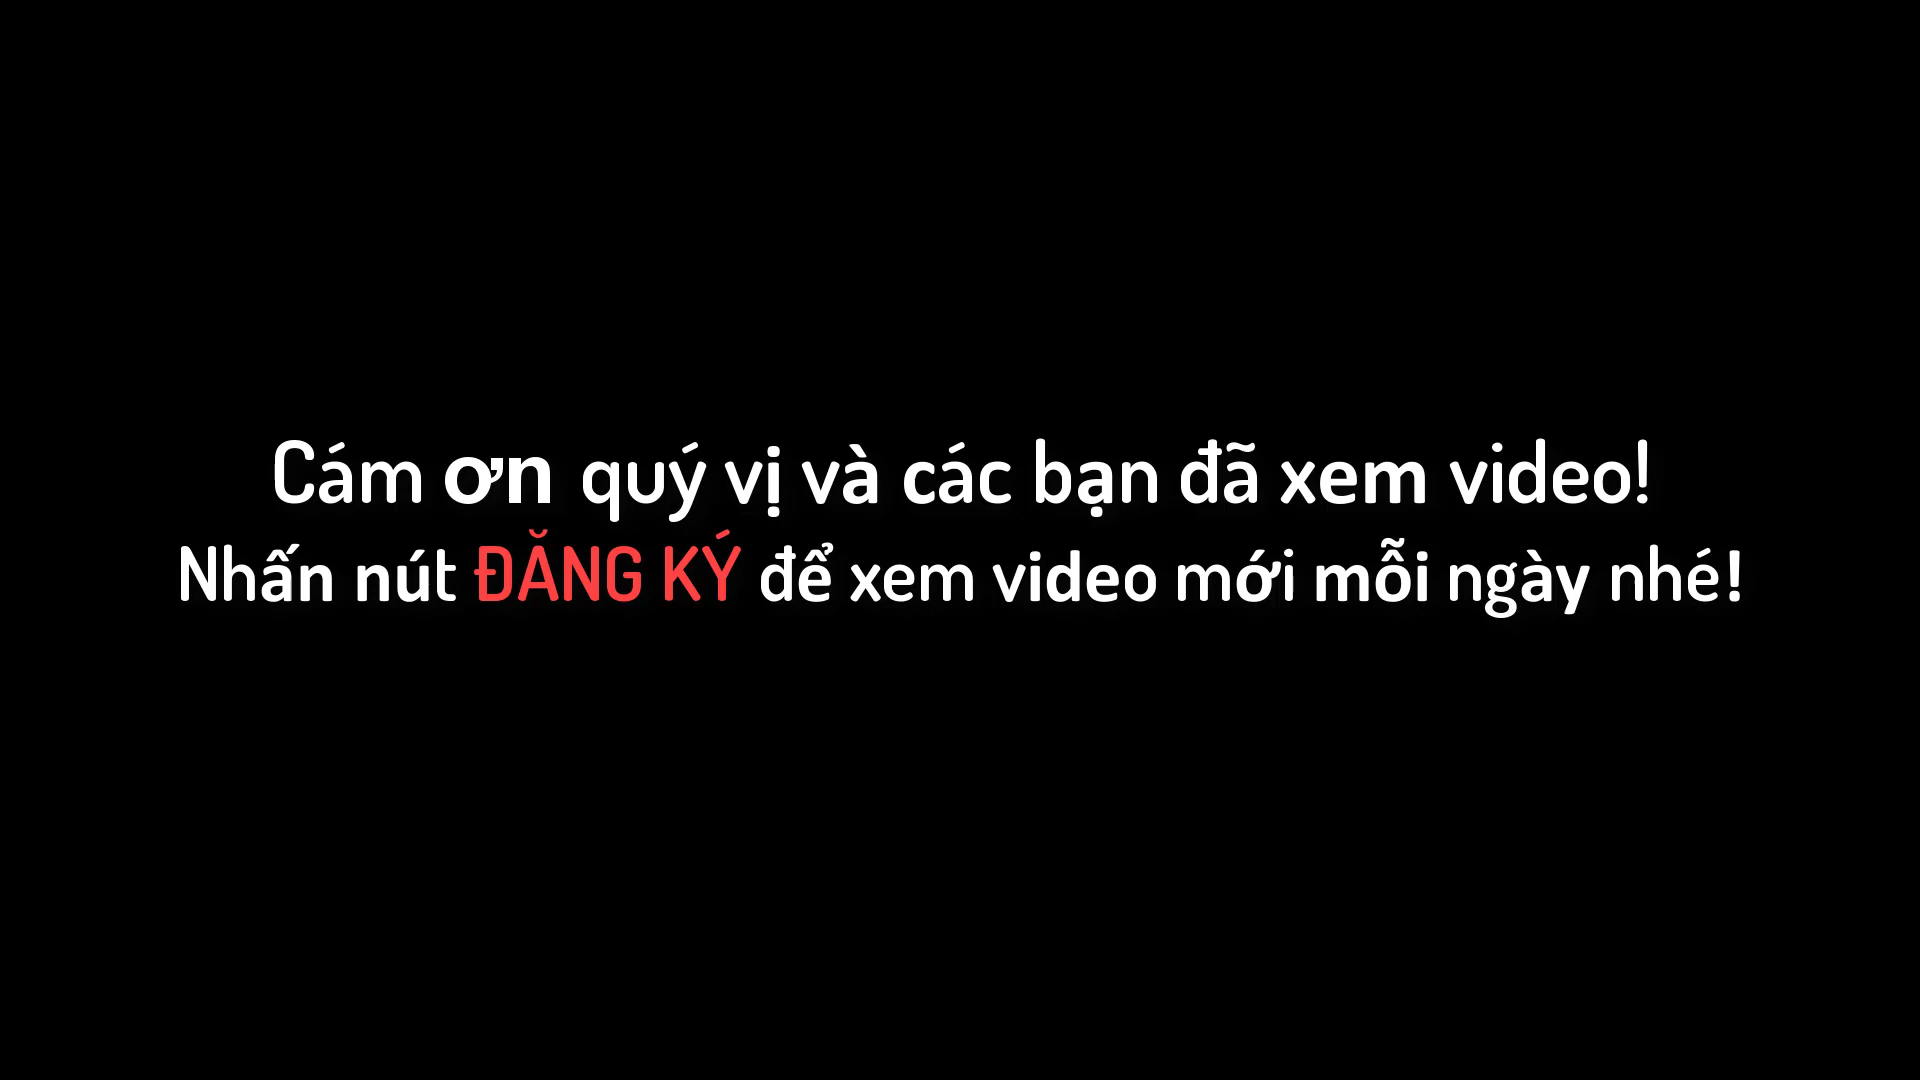 Cám ơn quý vị và các bạn đã xem video!
Nhấn nút ĐĂNG KÝ để xem video mới mỗi ngày nhé!